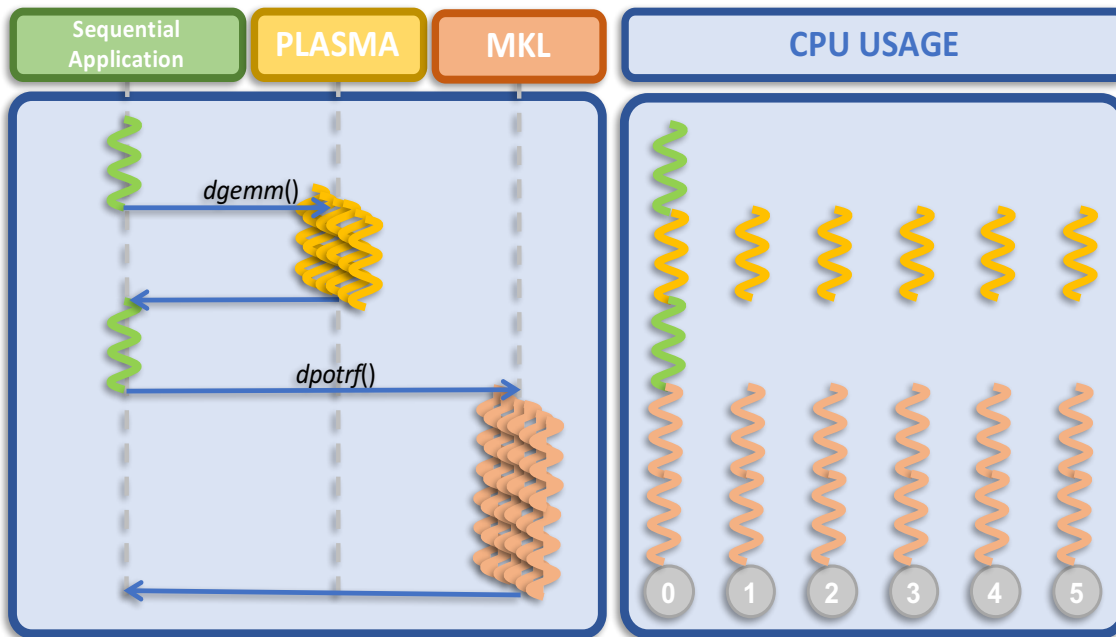 Sequential
Application
PLASMA
MKL
CPU USAGE
dgemm()
dpotrf()
0
1
2
3
4
5